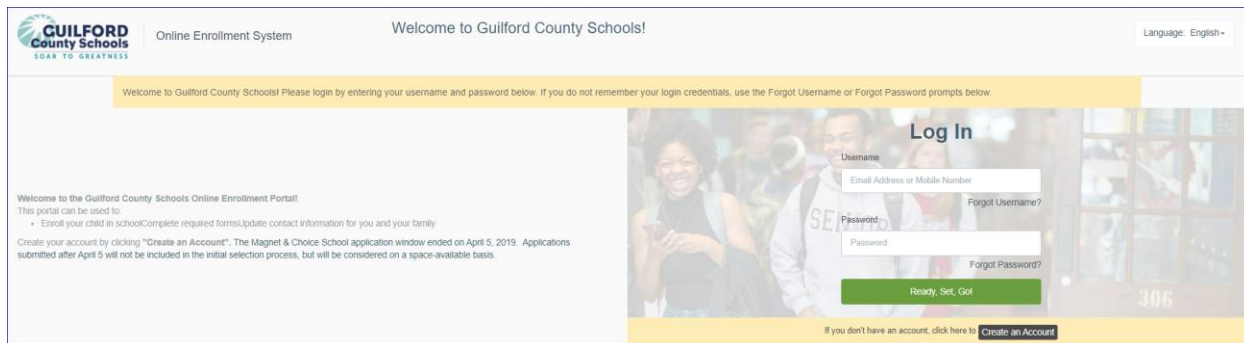 GUILFORD
County Schools
SOAR TO GREATNESS
Online Enrollment System
Welcome to Guilford County Schools!
Language: English
Welcome to Guilford County Schools! Please login by entering your username and password below. If you do not remember your login credentials, use the Forgot Username or Forgot Password prompts below.
Welcome to the Guilford County Schools Online Enrollment Portal!
This portal can be used to:
• Enroll your child in schoolComplete required formsUpdate contact information for you and your family
Create your account by clicking "Create an Account". The Magnet & Choice School application window ended on April 5, 2019. Applications
submitted after April 5 will not be included in the initial selection process, but will be considered on a space-available basis.
Log In
Username
Email Address or Mobile Number
Forgot Username?
Password
Password
Forgot Password?
Ready, Set, Go!
306
If you don't have an account, click here to Create an Account